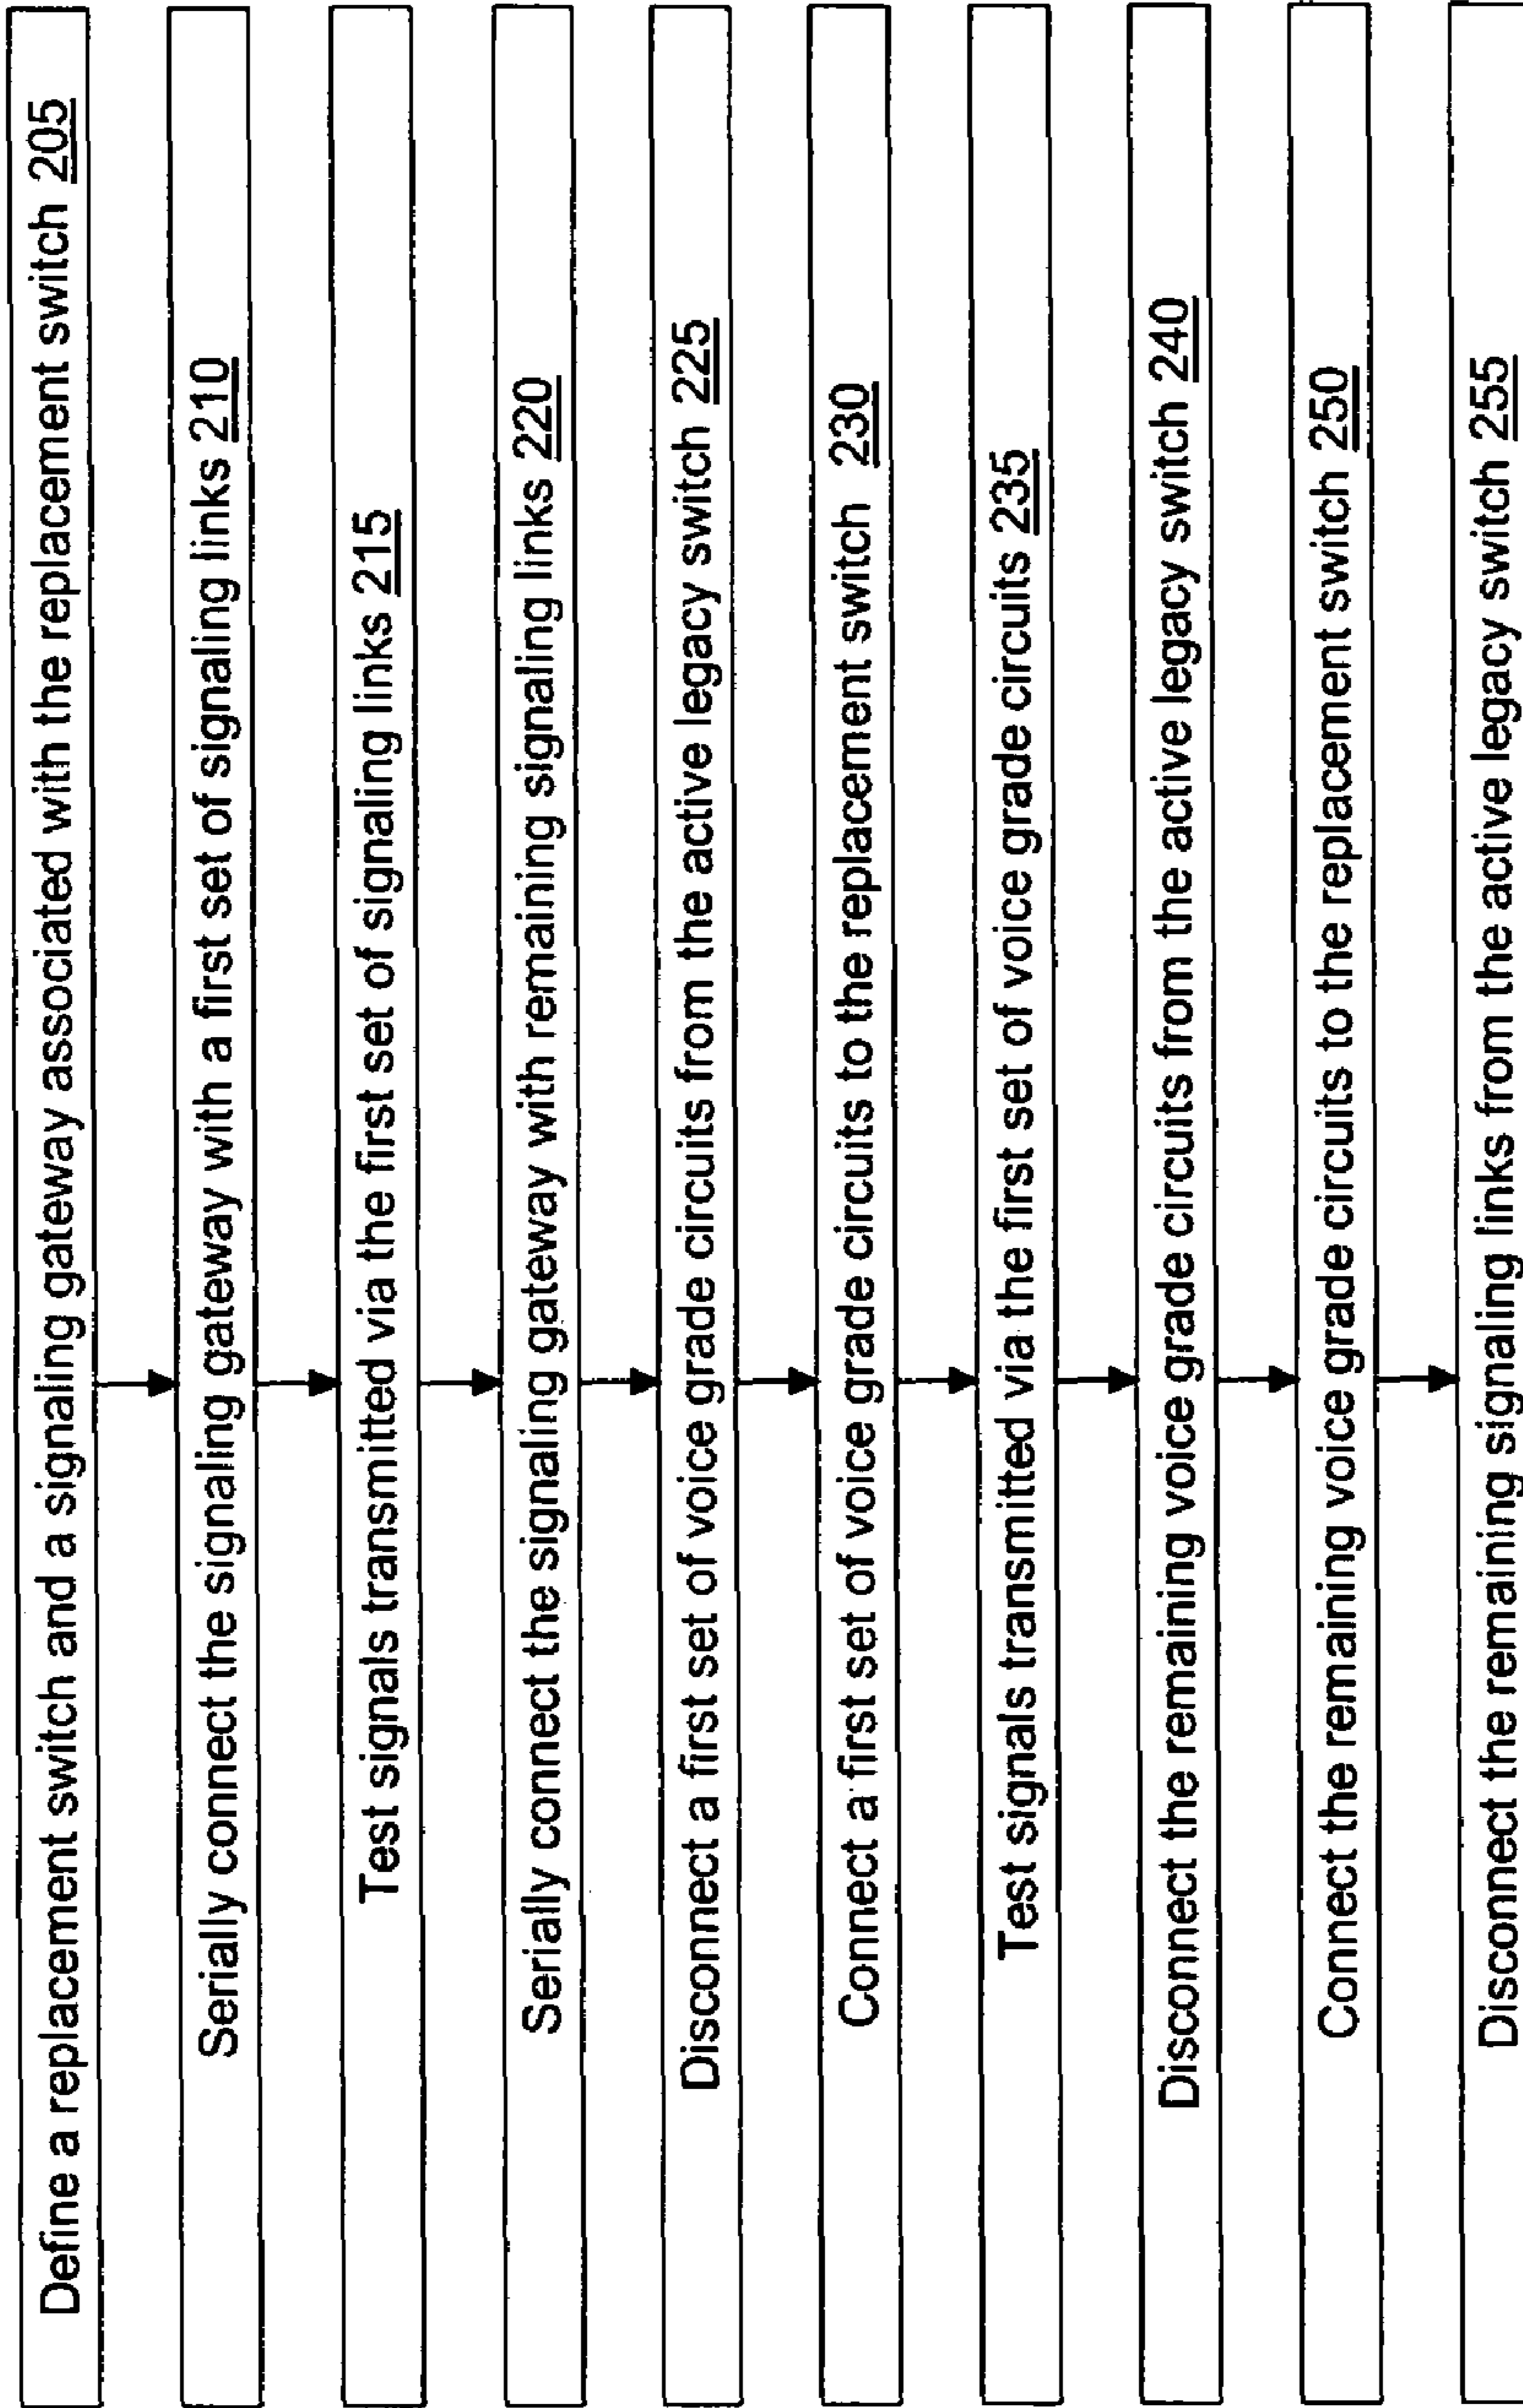 Define a replacement switch and a signaling gateway associated with the replacement switch 205
Serially connect the signaling gateway with a first set of signaling links 210
Test signals transmitted via the first set of signaling links 215
Serially connect the signaling gateway with remaining signaling links 220
Disconnect a first set of voice grade circuits from the active legacy switch 225
Connect a first set of voice grade circuits to the replacement switch 230
Test signals transmitted via the first set of voice grade circuits 235
Disconnect the remaining voice grade circuits from the active legacy switch 240
Connect the remaining voice grade circuits to the replacement switch 250
Disconnect the remaining signaling links from the active legacy switch 255